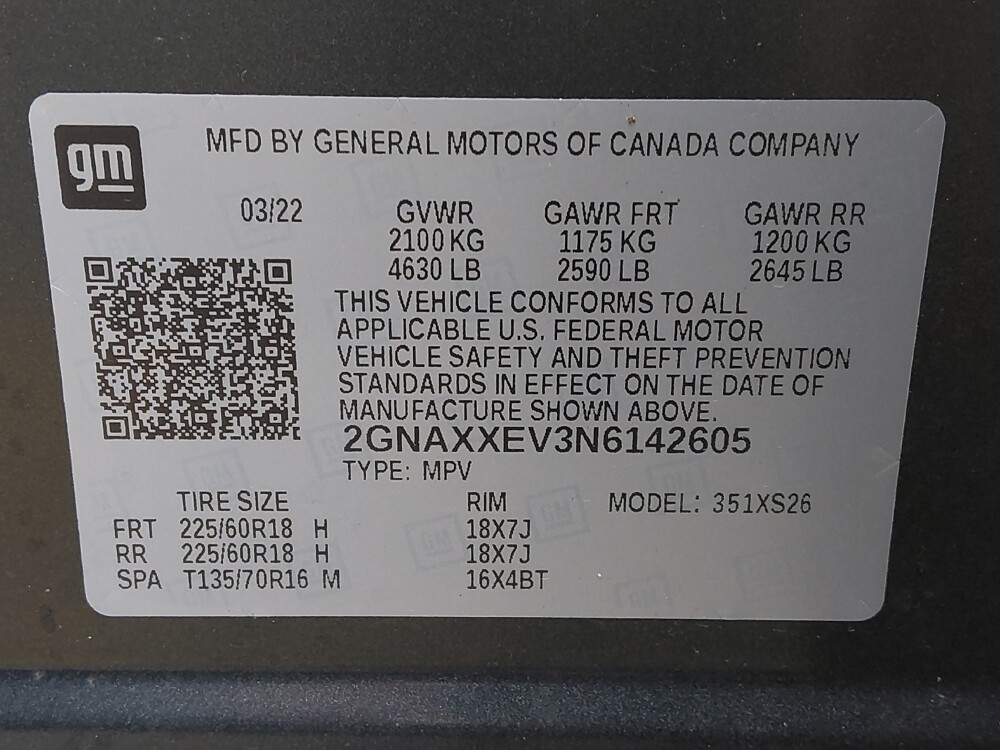 gm
MFD BY GENERAL MOTORS OF CANADA COMPANY
03/22 GVWR GAWR FRT GAWR RR
2100 KG 1175 KG 1200 KG
4630 LB 2590 LB 2645 LB
THIS VEHICLE CONFORMS TO ALL
APPLICABLE U.S. FEDERAL MOTOR
VEHICLE SAFETY AND THEFT PREVENTION
STANDARDS IN EFFECT ON THE DATE OF
MANUFACTURE SHOWN ABOVE.
2GNAXXEV3N6142605
TYPE: MPV
TIRE SIZE RIM MODEL: 351XS26
FRT 225/60R18 H 18X7J
RR 225/60R18 H 18X7J
SPA T135/70R16 M 16X4BT